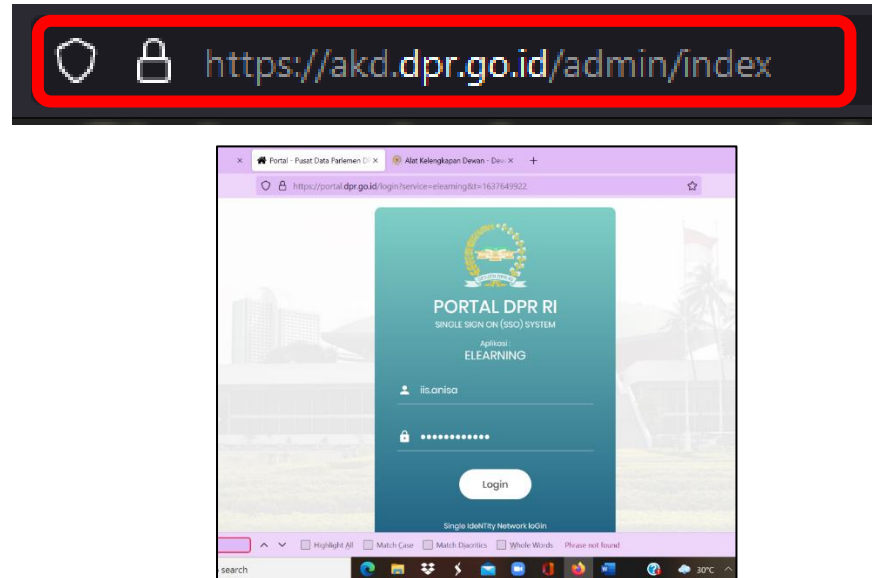 https://akd.dpr.go.id/admin/index
Portal - Pusat Data Parlemen DP
Alat Kelengkapan Dewan - Dew
https://portal.dpr.go.id/login?service=elearning&t=1637649922
PORTAL DPR RI
SINGLE SIGN ON (SSO) SYSTEM
Aplikasi :
ELEARNING
iis.anisa
Login
Single IdeNTity Network loGin
Highlight All
Match Case
Match Diacritics
Whole Words
Phrase not found
search
30°C